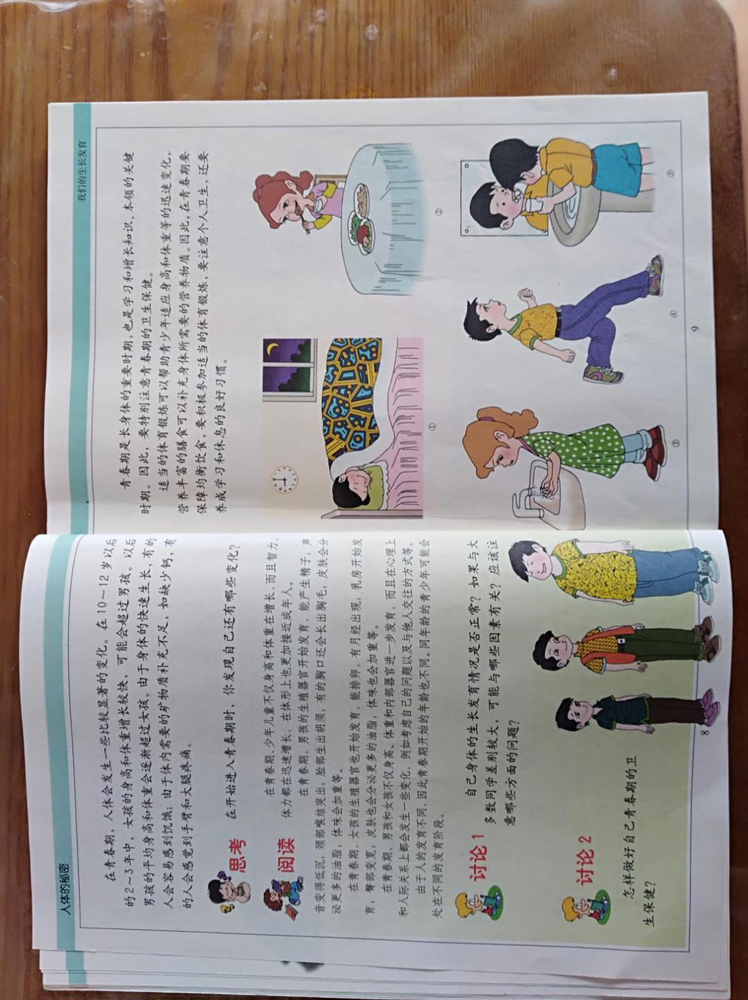 人体的秘密
在青春期，人体会发生一些比较显著的变化。在10～12岁以后
的2～3年中，女孩的身高和体重增长较快，可能会超过男孩。以后
男孩的平均身高和体重会逐渐超过女孩。由于身体的快速生长，有的
人会容易感到饥饿；由于体内需要的矿物质补充不足，如缺少钙，有
的人会感觉到手臂和大腿疼痛。
思考
在开始进入青春期时，你发现自己还有哪些变化？
阅读
在青春期，少年儿童不仅身高和体重在增长，而且智力、
体力都在迅速增长，在体形上也更加接近成年人。
在青春期，男孩的生殖器官开始发育，能产生精子，声
音变得低沉；颈部喉结突出；脸部生出胡须；有的胸口还会长出胸毛；皮肤会分
泌更多的油脂；体味会加重等。
在青春期，女孩的生殖器官也开始发育，能排卵，有月经出现；乳房开始发
育；臀部变宽；皮肤也会分泌更多的油脂；体味也会加重等。
在青春期，男孩和女孩不仅身高、体重和内部器官进一步发育，而且在心理上
和人际关系上都会发生一些变化，例如考虑自己的问题以及与他人交往的方式等。
由于人的发育不同，因此青春期开始的年龄也不同。同年龄的青少年可能会
处在不同的发育阶段。
讨论1
自己身体的生长发育情况是否正常？如果与大
多数同学差别较大，可能与哪些因素有关？应该注
意哪些方面的问题？
讨论2
怎样做好自己青春期的卫
生保健？
8
我们的生长发育
青春期是长身体的重要时期，也是学习和增长知识、本领的关键
时期。因此，要特别注意青春期的卫生保健。
适当的体育锻炼可以帮助青少年适应身高和体重等的迅速变化，
营养丰富的膳食可以补充身体所需要的营养物质。因此，在青春期要
保障均衡饮食，要积极参加适当的体育锻炼，要注意个人卫生，还要
养成学习和休息的良好习惯。
①
②
③
④
⑤
9